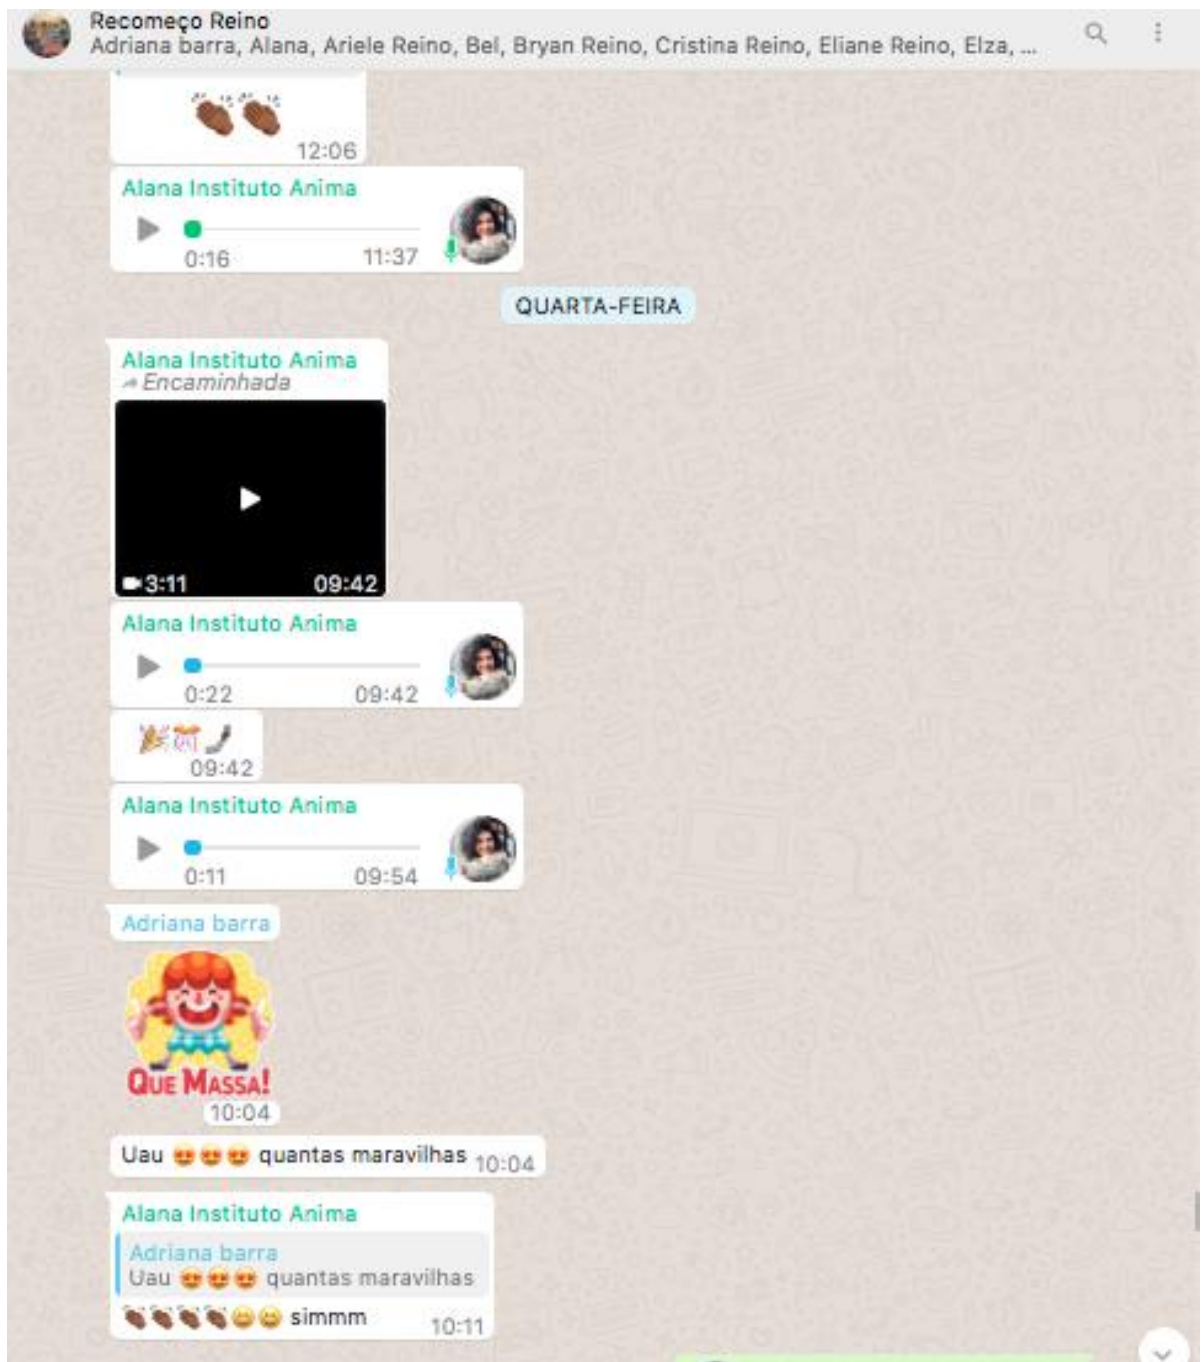 Recomeço Reino
Adriana barra, Alana, Ariele Reino, Bel, Bryan Reino, Cristina Reino, Eliane Reino, Elza, ...
12:06
Alana Instituto Anima
0:16 11:37
QUARTA-FEIRA
Alana Instituto Anima
Encaminhada
3:11 09:42
Alana Instituto Anima
0:22 09:42
09:42
Alana Instituto Anima
0:11 09:54
Adriana barra
QUE MASSA!
10:04
Uau 😍😍😍 quantas maravilhas 10:04
Alana Instituto Anima
Adriana barra
Uau 😍😍😍 quantas maravilhas
👏🏾👏🏾👏🏾👏🏾😄😄 simmm 10:11